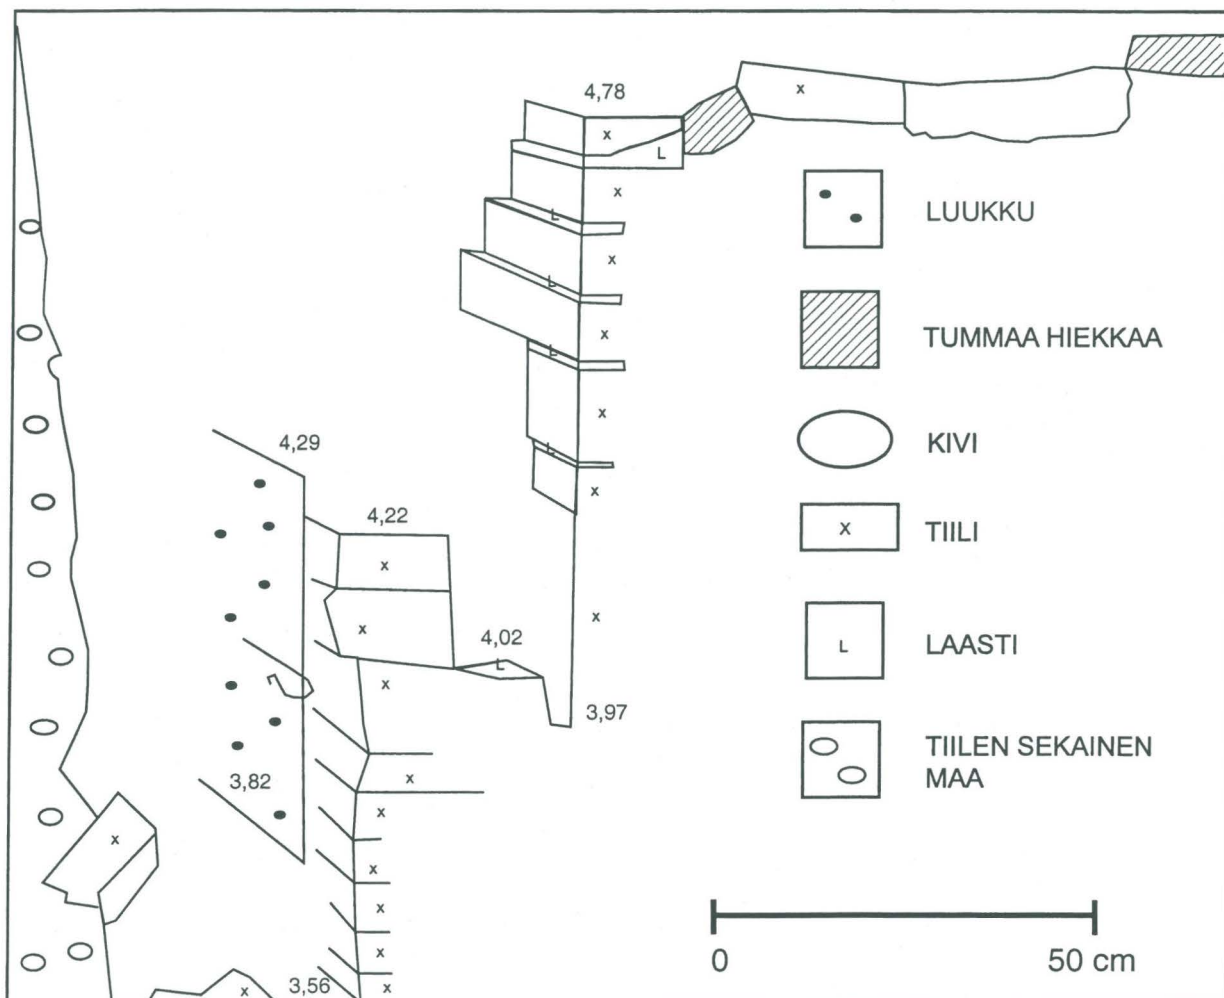 4,78
x
x
L
x
L
x
L
x
L
x
L
x
L
x
x
4,29
4,22
x
x
4,02
L
3,97
x
x
3,82
x
x
x
x
x
x
3,56
x
x
LUUKKU
TUMMAA HIEKKAA
KIVI
x
TIILI
L
LAASTI
TIILEN SEKAINEN
MAA
0
50 cm